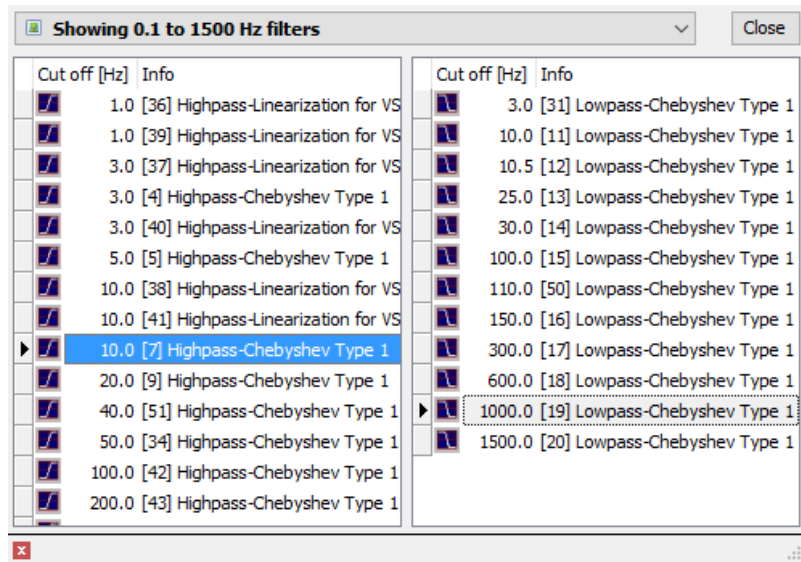 Showing 0.1 to 1500 Hz filters
Close
Cut off [Hz] Info
1.0 [36] Highpass-Linearization for VS
1.0 [39] Highpass-Linearization for VS
3.0 [37] Highpass-Linearization for VS
3.0 [4] Highpass-Chebyshev Type 1
3.0 [40] Highpass-Linearization for VS
5.0 [5] Highpass-Chebyshev Type 1
10.0 [38] Highpass-Linearization for VS
10.0 [41] Highpass-Linearization for VS
10.0 [7] Highpass-Chebyshev Type 1
20.0 [9] Highpass-Chebyshev Type 1
40.0 [51] Highpass-Chebyshev Type 1
50.0 [34] Highpass-Chebyshev Type 1
100.0 [42] Highpass-Chebyshev Type 1
200.0 [43] Highpass-Chebyshev Type 1
Cut off [Hz] Info
3.0 [31] Lowpass-Chebyshev Type 1
10.0 [11] Lowpass-Chebyshev Type 1
10.5 [12] Lowpass-Chebyshev Type 1
25.0 [13] Lowpass-Chebyshev Type 1
30.0 [14] Lowpass-Chebyshev Type 1
100.0 [15] Lowpass-Chebyshev Type 1
110.0 [50] Lowpass-Chebyshev Type 1
150.0 [16] Lowpass-Chebyshev Type 1
300.0 [17] Lowpass-Chebyshev Type 1
600.0 [18] Lowpass-Chebyshev Type 1
1000.0 [19] Lowpass-Chebyshev Type 1
1500.0 [20] Lowpass-Chebyshev Type 1